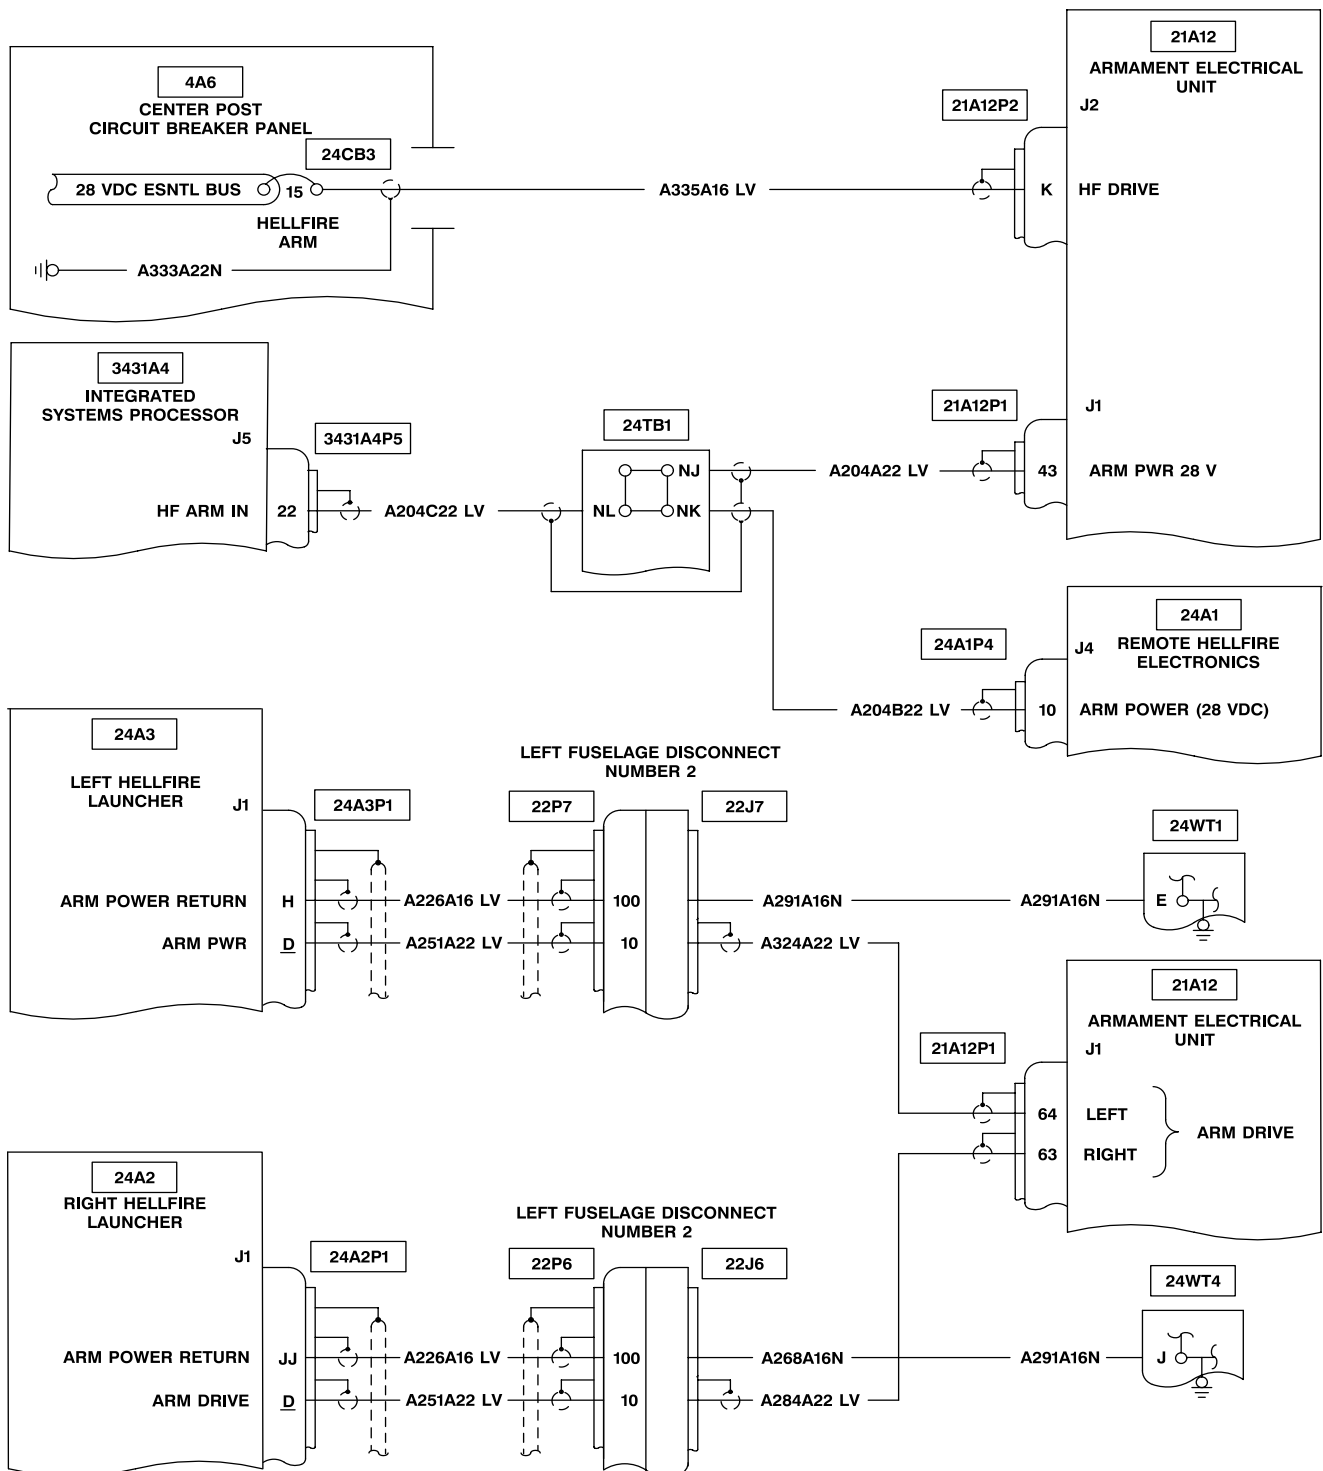 21A12
ARMAMENT ELECTRICAL
UNIT
4A6
CENTER POST
CIRCUIT BREAKER PANEL
24CB3
21A12P2
J2
28 VDC ESNTL BUS
15
A335A16 LV
K
HF DRIVE
HELLFIRE
ARM
A333A22N
3431A4
INTEGRATED
SYSTEMS PROCESSOR
J5
3431A4P5
24TB1
21A12P1
J1
NJ
A204A22 LV
43
ARM PWR 28 V
HF ARM IN
22
A204C22 LV
NL
NK
24A1
24A1P4
J4
REMOTE HELLFIRE
ELECTRONICS
A204B22 LV
10
ARM POWER (28 VDC)
24A3
LEFT HELLFIRE
LAUNCHER
J1
24A3P1
LEFT FUSELAGE DISCONNECT
NUMBER 2
22P7
22J7
24WT1
ARM POWER RETURN
H
A226A16 LV
100
A291A16N
A291A16N
E
ARM PWR
D
A251A22 LV
10
A324A22 LV
21A12
ARMAMENT ELECTRICAL
UNIT
21A12P1
J1
64
LEFT
63
RIGHT
ARM DRIVE
24A2
RIGHT HELLFIRE
LAUNCHER
J1
24A2P1
LEFT FUSELAGE DISCONNECT
NUMBER 2
22P6
22J6
24WT4
ARM POWER RETURN
JJ
A226A16 LV
100
A268A16N
A291A16N
J
ARM DRIVE
D
A251A22 LV
10
A284A22 LV